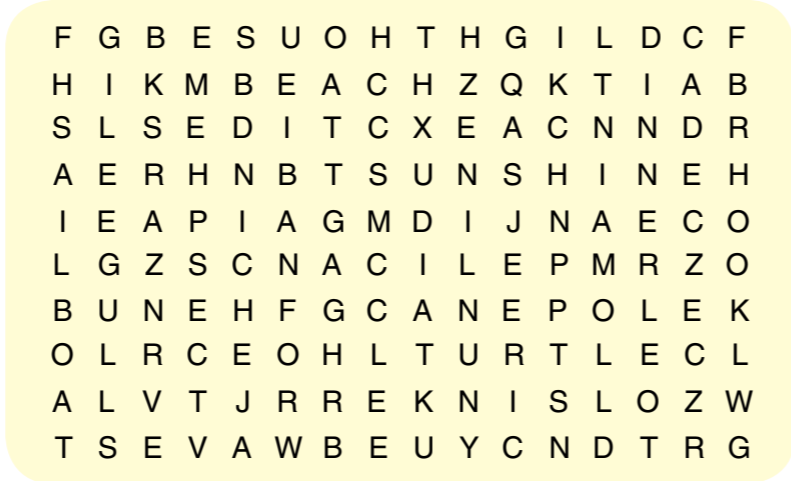 F G B E S U O H T H G I L D C F
H I K M B E A C H Z Q K T I A B
S L S E D I T C X E A C N N D R
A E R H N B T S U N S H I N E H
I E A P I A G M D I J N A E C O
L G Z S C N A C I L E P M R Z O
B U N E H F G C A N E P O L E K
O L R C E O H L T U R T L E C L
A L V T J R R E K N I S L O Z W
T S E V A W B E U Y C N D T R G